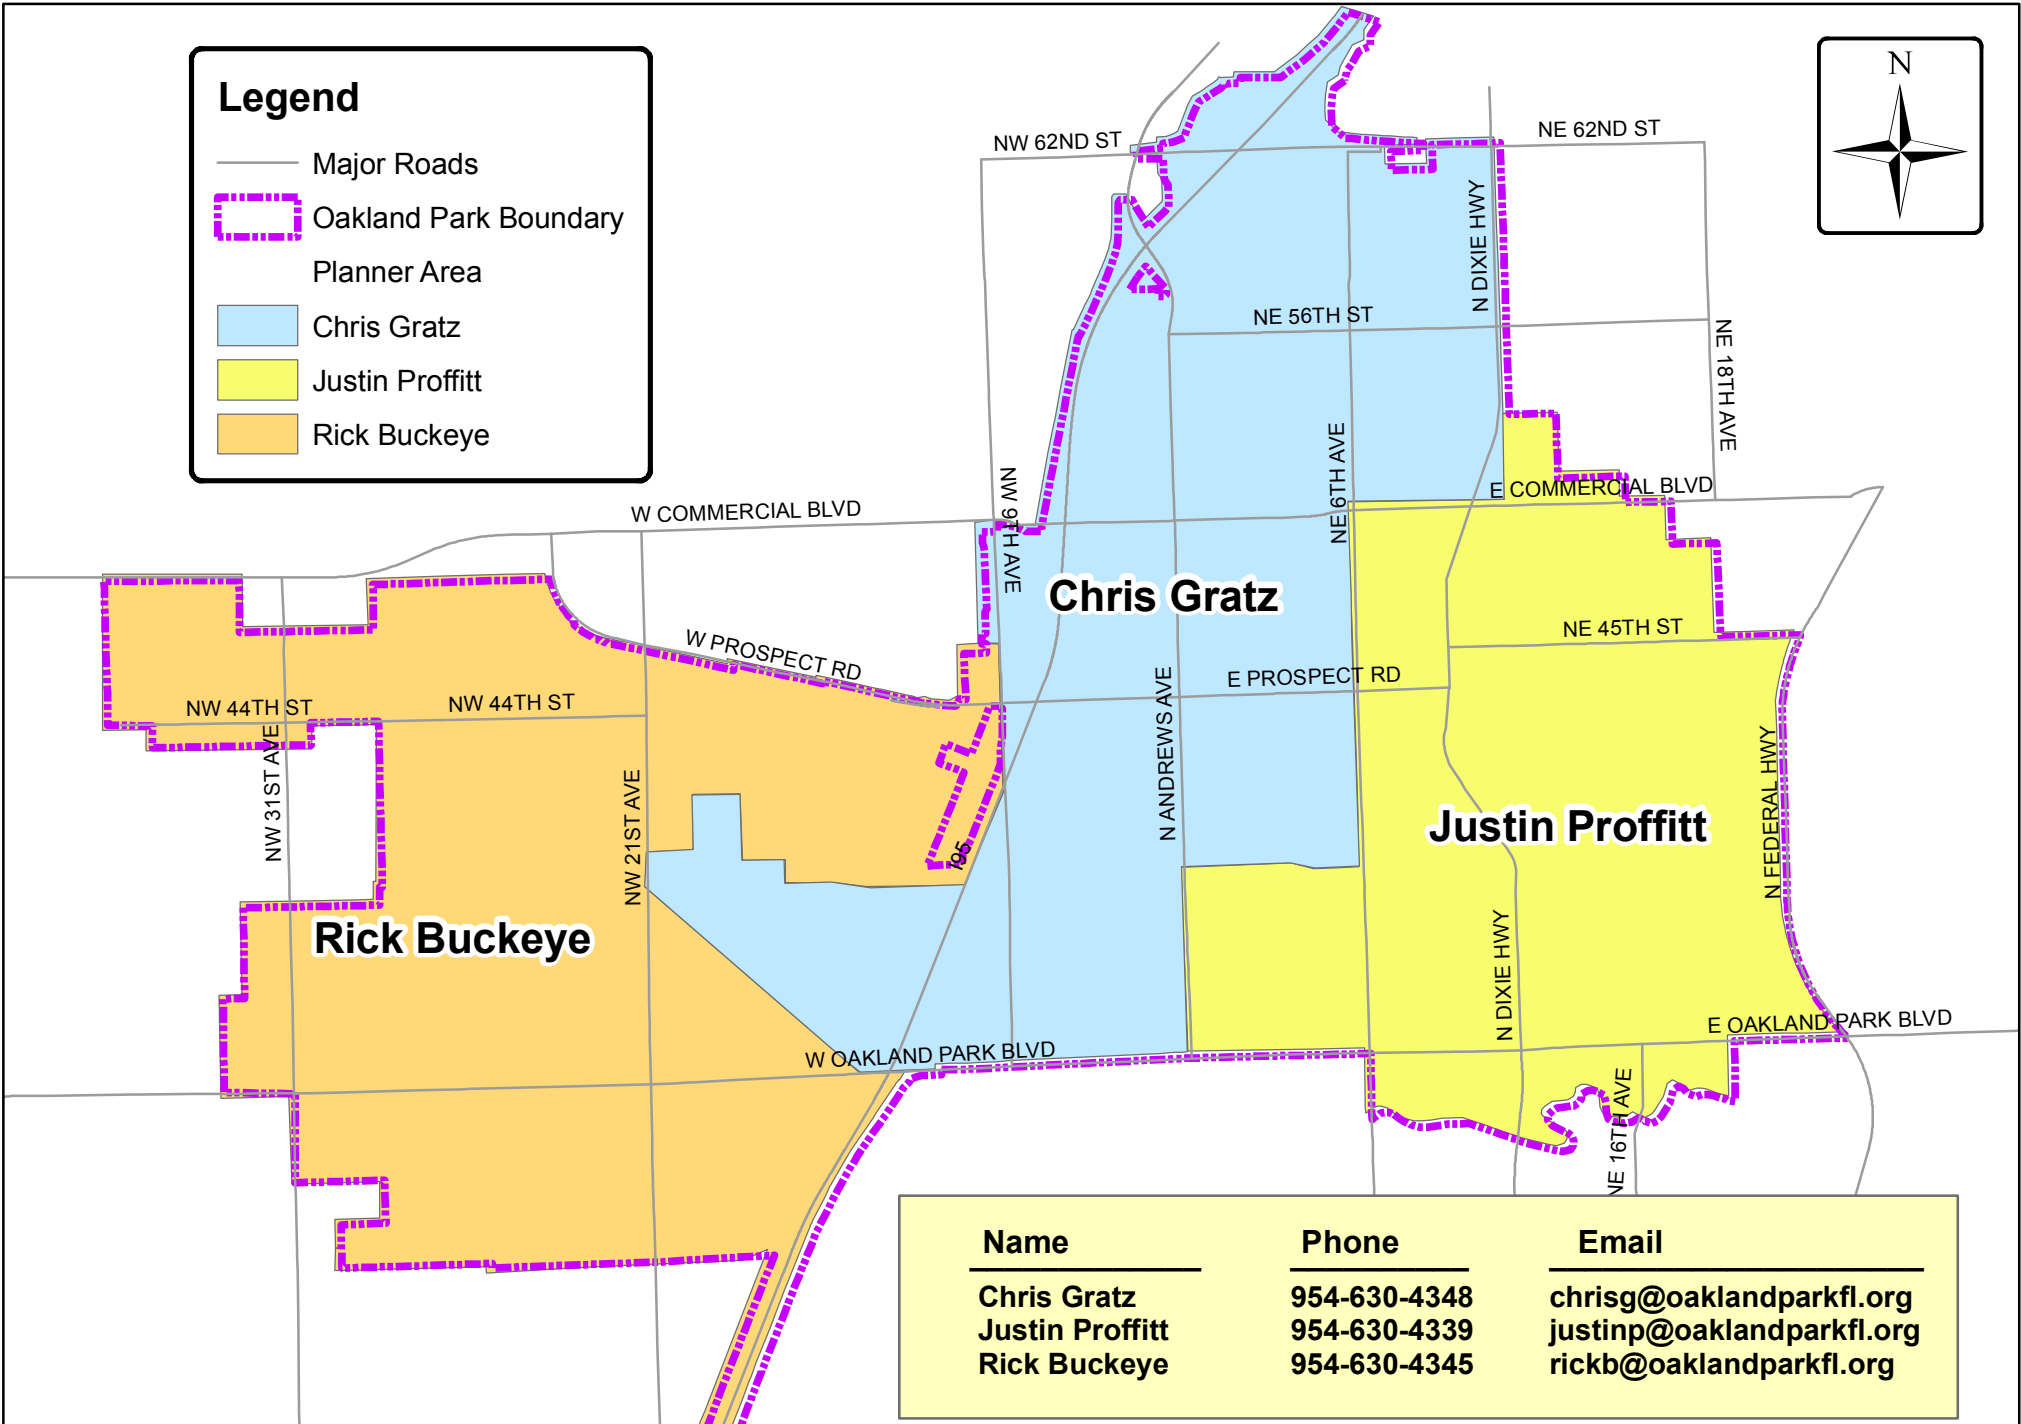 Legend
Major Roads
Oakland Park Boundary
Planner Area
Chris Gratz
Justin Proffitt
Rick Buckeye
N
NW 62ND ST
NE 62ND ST
N DIXIE HWY
NE 56TH ST
NE 18TH AVE
NE 6TH AVE
E COMMERCIAL BLVD
W COMMERCIAL BLVD
NW 9TH AVE
Chris Gratz
W PROSPECT RD
NE 45TH ST
E PROSPECT RD
NW 44TH ST
NW 44TH ST
N ANDREWS AVE
NW 31ST AVE
NW 21ST AVE
I95
N FEDERAL HWY
Justin Proffitt
Rick Buckeye
N DIXIE HWY
E OAKLAND PARK BLVD
W OAKLAND PARK BLVD
NE 16TH AVE
Name Phone Email
Chris Gratz 954-630-4348 chrisg@oaklandparkfl.org
Justin Proffitt 954-630-4339 justinp@oaklandparkfl.org
Rick Buckeye 954-630-4345 rickb@oaklandparkfl.org